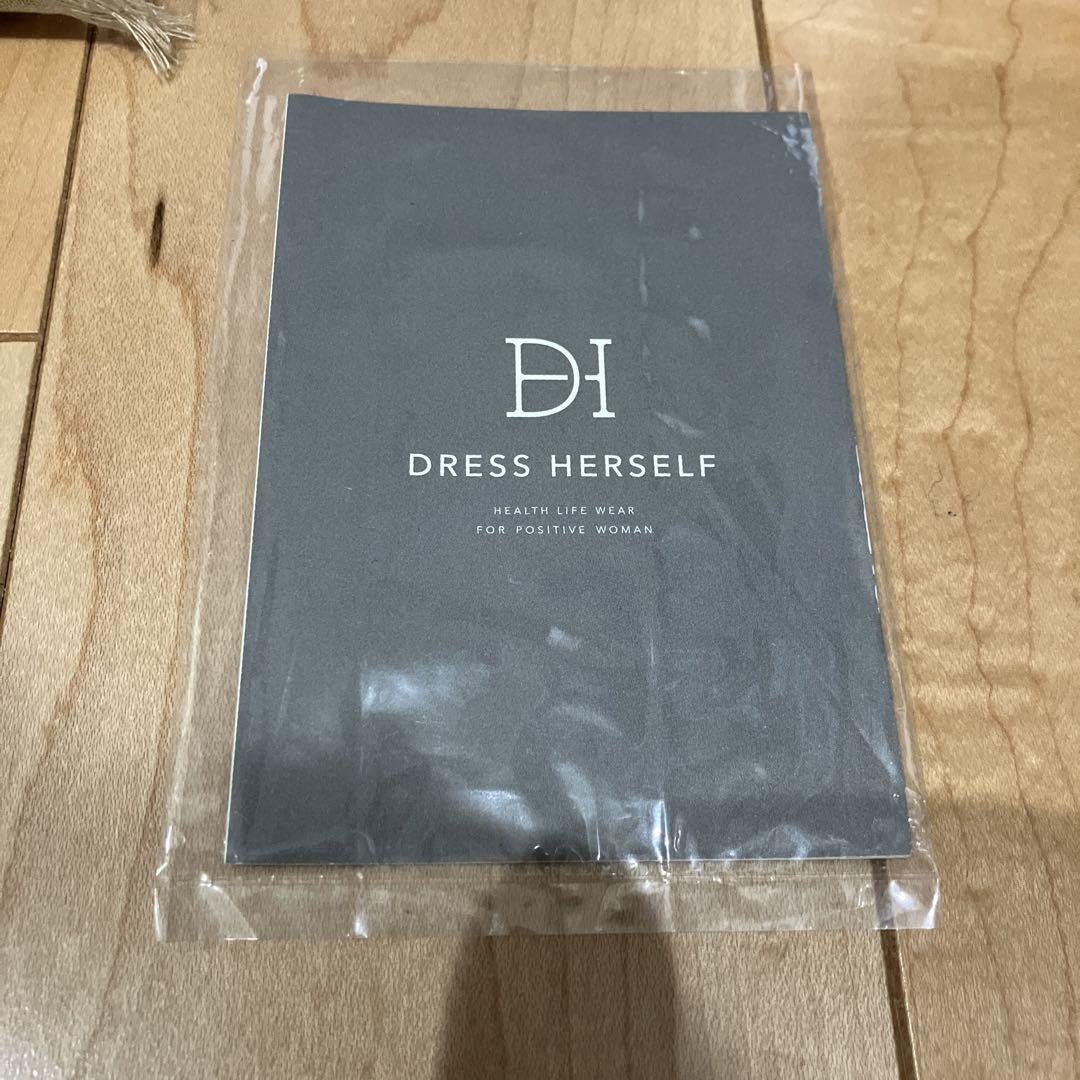 DH
DRESS HERSELF
HEALTH LIFE WEAR
FOR POSITIVE WOMAN